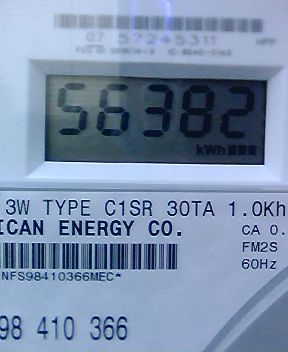 07 57245311
56382
kWh
3W TYPE C1SR 30TA 1.0Kh
ICAN ENERGY CO.
CA 0.
FM2S
60Hz
NFS98410366MEC*
98 410 366